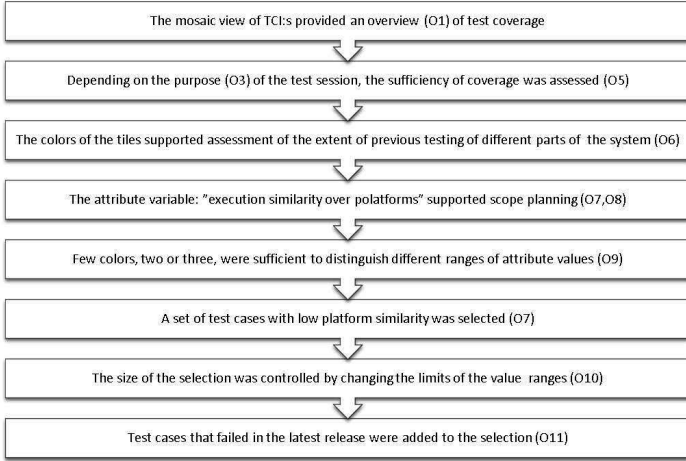 The mosaic view of TCI:s provided an overview (O1) of test coverage
Depending on the purpose (O3) of the test session, the sufficiency of coverage was assessed (O5)
The colors of the tiles supported assessment of the extent of previous testing of different parts of the system (O6)
The attribute variable: ”execution similarity over polatforms” supported scope planning (O7,O8)
Few colors, two or three, were sufficient to distinguish different ranges of attribute values (O9)
A set of test cases with low platform similarity was selected (O7)
The size of the selection was controlled by changing the limits of the value ranges (O10)
Test cases that failed in the latest release were added to the selection (O11)